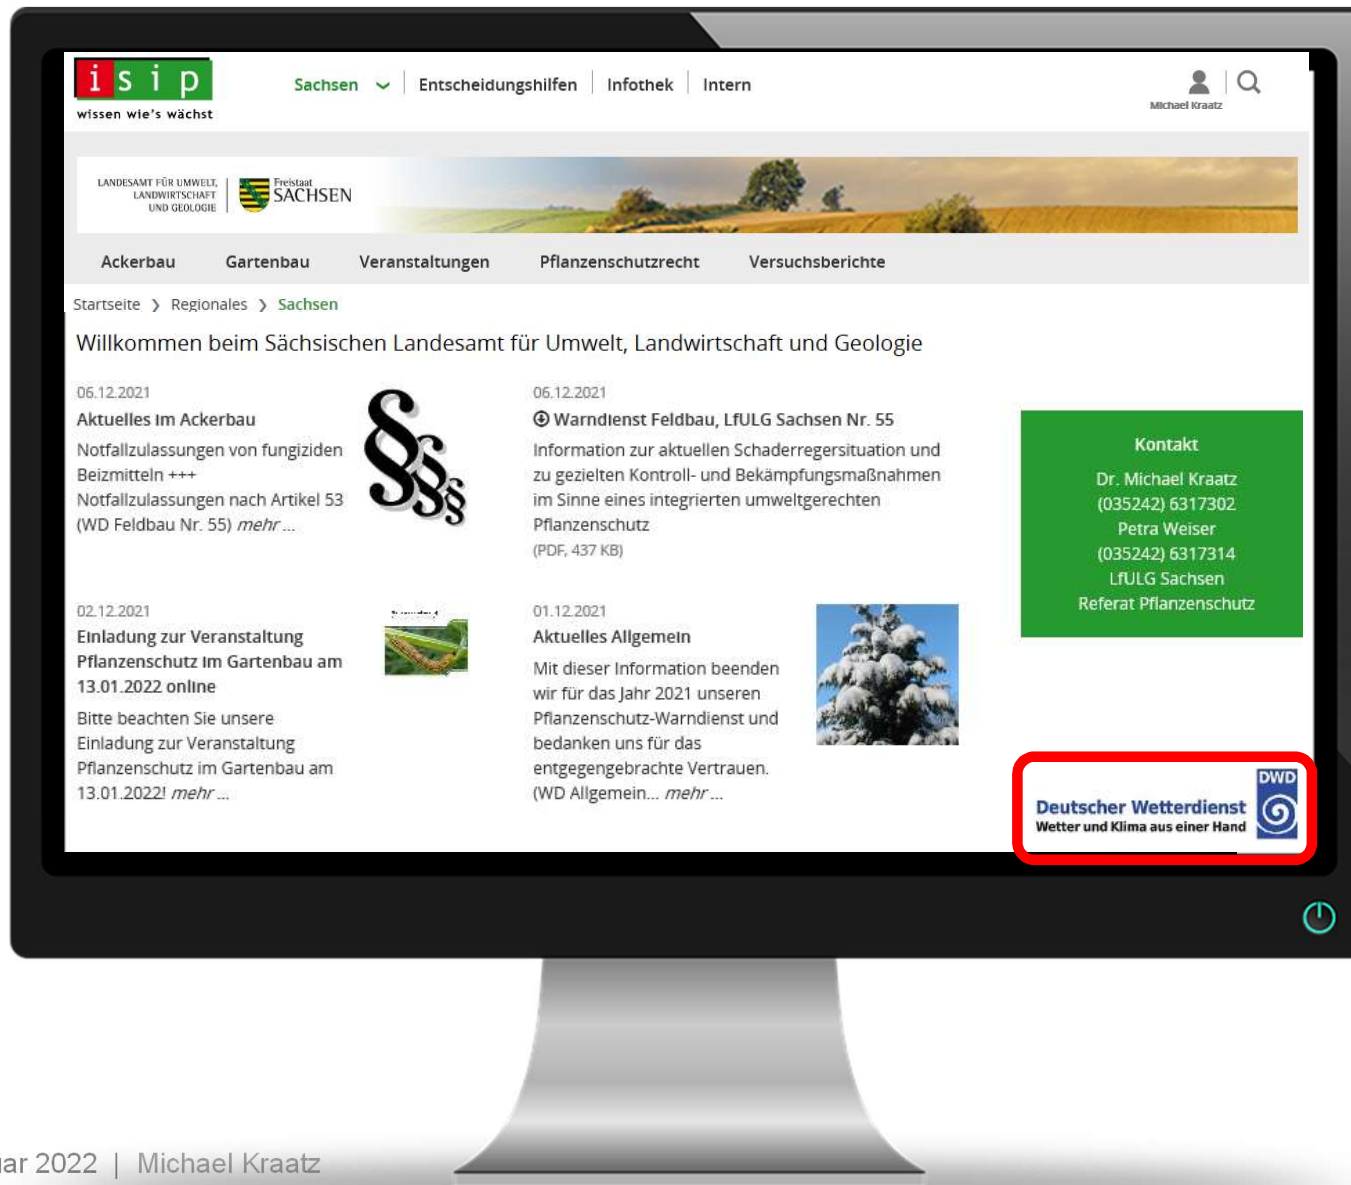 isip
wissen wie's wächst
Sachsen
Entscheidungshilfen
Infothek
Intern
Michael Kraatz
LANDESAMT FÜR UMWELT,
LANDWIRTSCHAFT
UND GEOLOGIE
Freistaat
SACHSEN
Ackerbau
Gartenbau
Veranstaltungen
Pflanzenschutzrecht
Versuchsberichte
Startseite ❯ Regionales ❯ Sachsen
Willkommen beim Sächsischen Landesamt für Umwelt, Landwirtschaft und Geologie
06.12.2021
Aktuelles im Ackerbau
Notfallzulassungen von fungiziden
Beizmitteln +++
Notfallzulassungen nach Artikel 53
(WD Feldbau Nr. 55) mehr ...
§§§
06.12.2021
Warndienst Feldbau, LfULG Sachsen Nr. 55
Information zur aktuellen Schaderregersituation und
zu gezielten Kontroll- und Bekämpfungsmaßnahmen
im Sinne eines integrierten umweltgerechten
Pflanzenschutz
(PDF, 437 KB)
Kontakt
Dr. Michael Kraatz
(035242) 6317302
Petra Weiser
(035242) 6317314
LfULG Sachsen
Referat Pflanzenschutz
02.12.2021
Einladung zur Veranstaltung
Pflanzenschutz im Gartenbau am
13.01.2022 online
Bitte beachten Sie unsere
Einladung zur Veranstaltung
Pflanzenschutz im Gartenbau am
13.01.2022! mehr ...
01.12.2021
Aktuelles Allgemein
Mit dieser Information beenden
wir für das Jahr 2021 unseren
Pflanzenschutz-Warndienst und
bedanken uns für das
entgegengebrachte Vertrauen.
(WD Allgemein... mehr ...
DWD
Deutscher Wetterdienst
Wetter und Klima aus einer Hand
2022 | Michael Kraatz